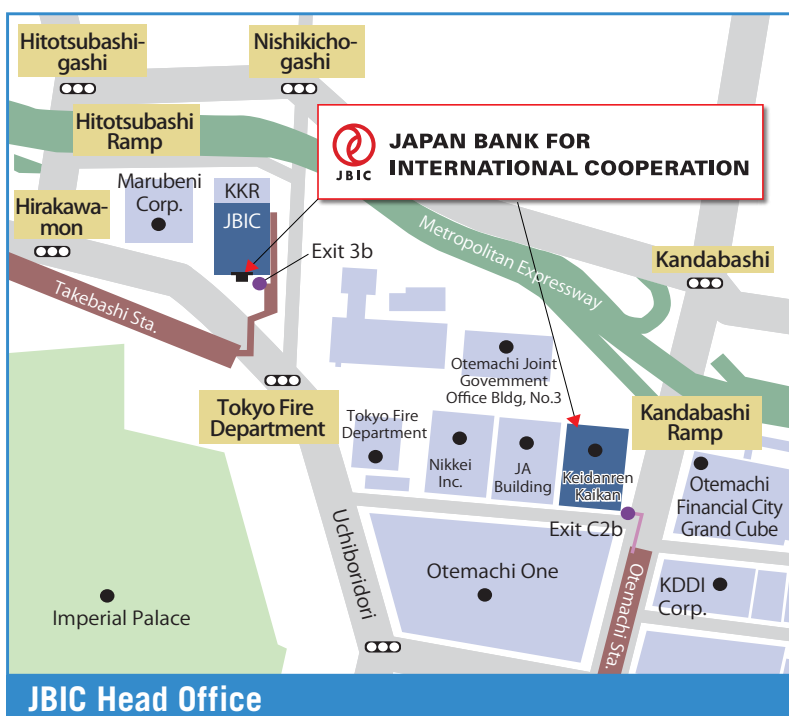 Hitotsubashi-
gashi
Nishikicho-
gashi
Hitotsubashi
Ramp
JBIC
JAPAN BANK FOR
INTERNATIONAL COOPERATION
Marubeni
Corp.
KKR
JBIC
Hirakawa-
mon
Exit 3b
Metropolitan Expressway
Kandabashi
Takebashi Sta.
Otemachi Joint
Government
Office Bldg, No.3
Tokyo Fire
Department
Tokyo Fire
Department
Nikkei
Inc.
JA
Building
Keidanren
Kaikan
Kandabashi
Ramp
Otemachi
Financial City
Grand Cube
Exit C2b
Uchiboridori
Otemachi One
Otemachi Sta.
KDDI
Corp.
Imperial Palace
JBIC Head Office